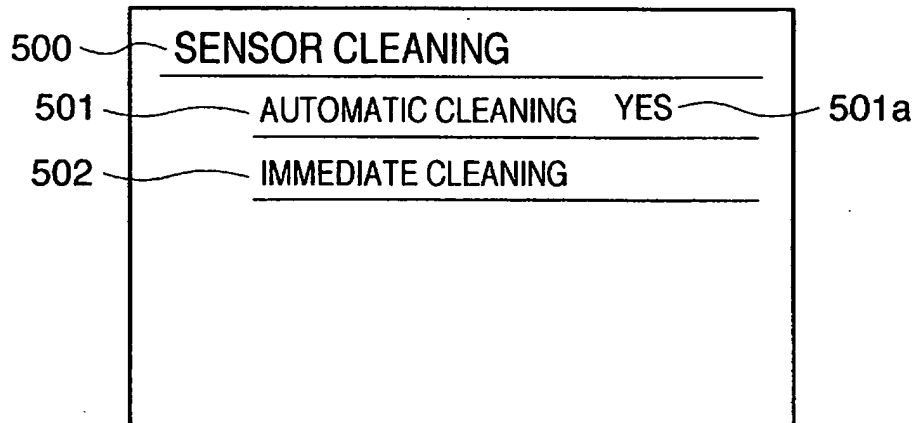 500 SENSOR CLEANING
501 AUTOMATIC CLEANING YES 501a
502 IMMEDIATE CLEANING